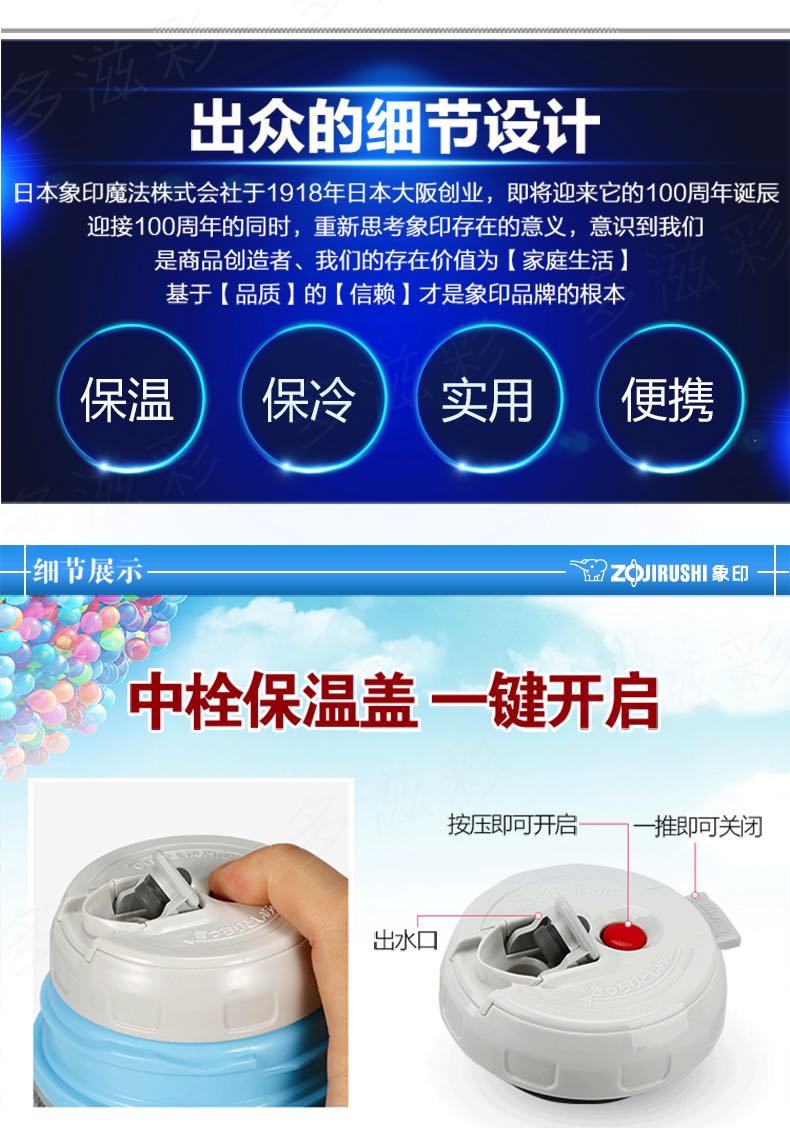 出众的细节设计
日本象印魔法株式会社于1918年日本大阪创业，即将迎来它的100周年诞辰
迎接100周年的同时，重新思考象印存在的意义，意识到我们
是商品创造者、我们的存在价值为【家庭生活】
基于【品质】的【信赖】才是象印品牌的根本
保温 保冷 实用 便携
细节展示 ZOJIRUSHI 象印
中栓保温盖 一键开启
按压即可开启 一推即可关闭
出水口
多滋彩